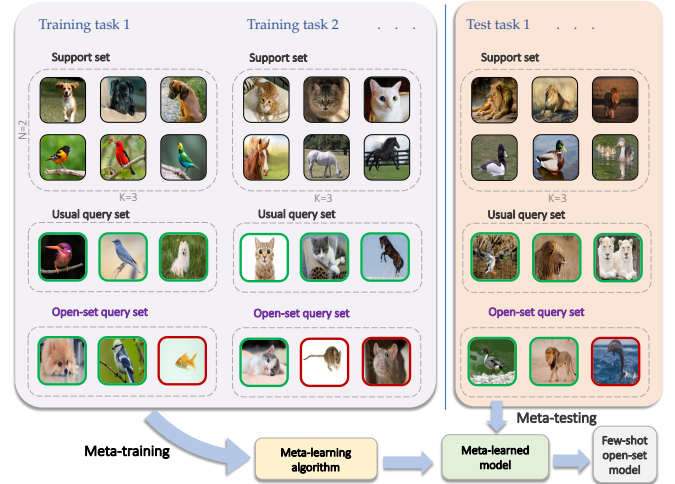 Training task 1
Training task 2
. . .
Test task 1
. . .
Support set
Support set
Support set
N=2
K=3
K=3
K=3
Usual query set
Usual query set
Usual query set
Open-set query set
Open-set query set
Open-set query set
Meta-training
Meta-testing
Meta-learning
algorithm
Meta-learned
model
Few-shot
open-set
model